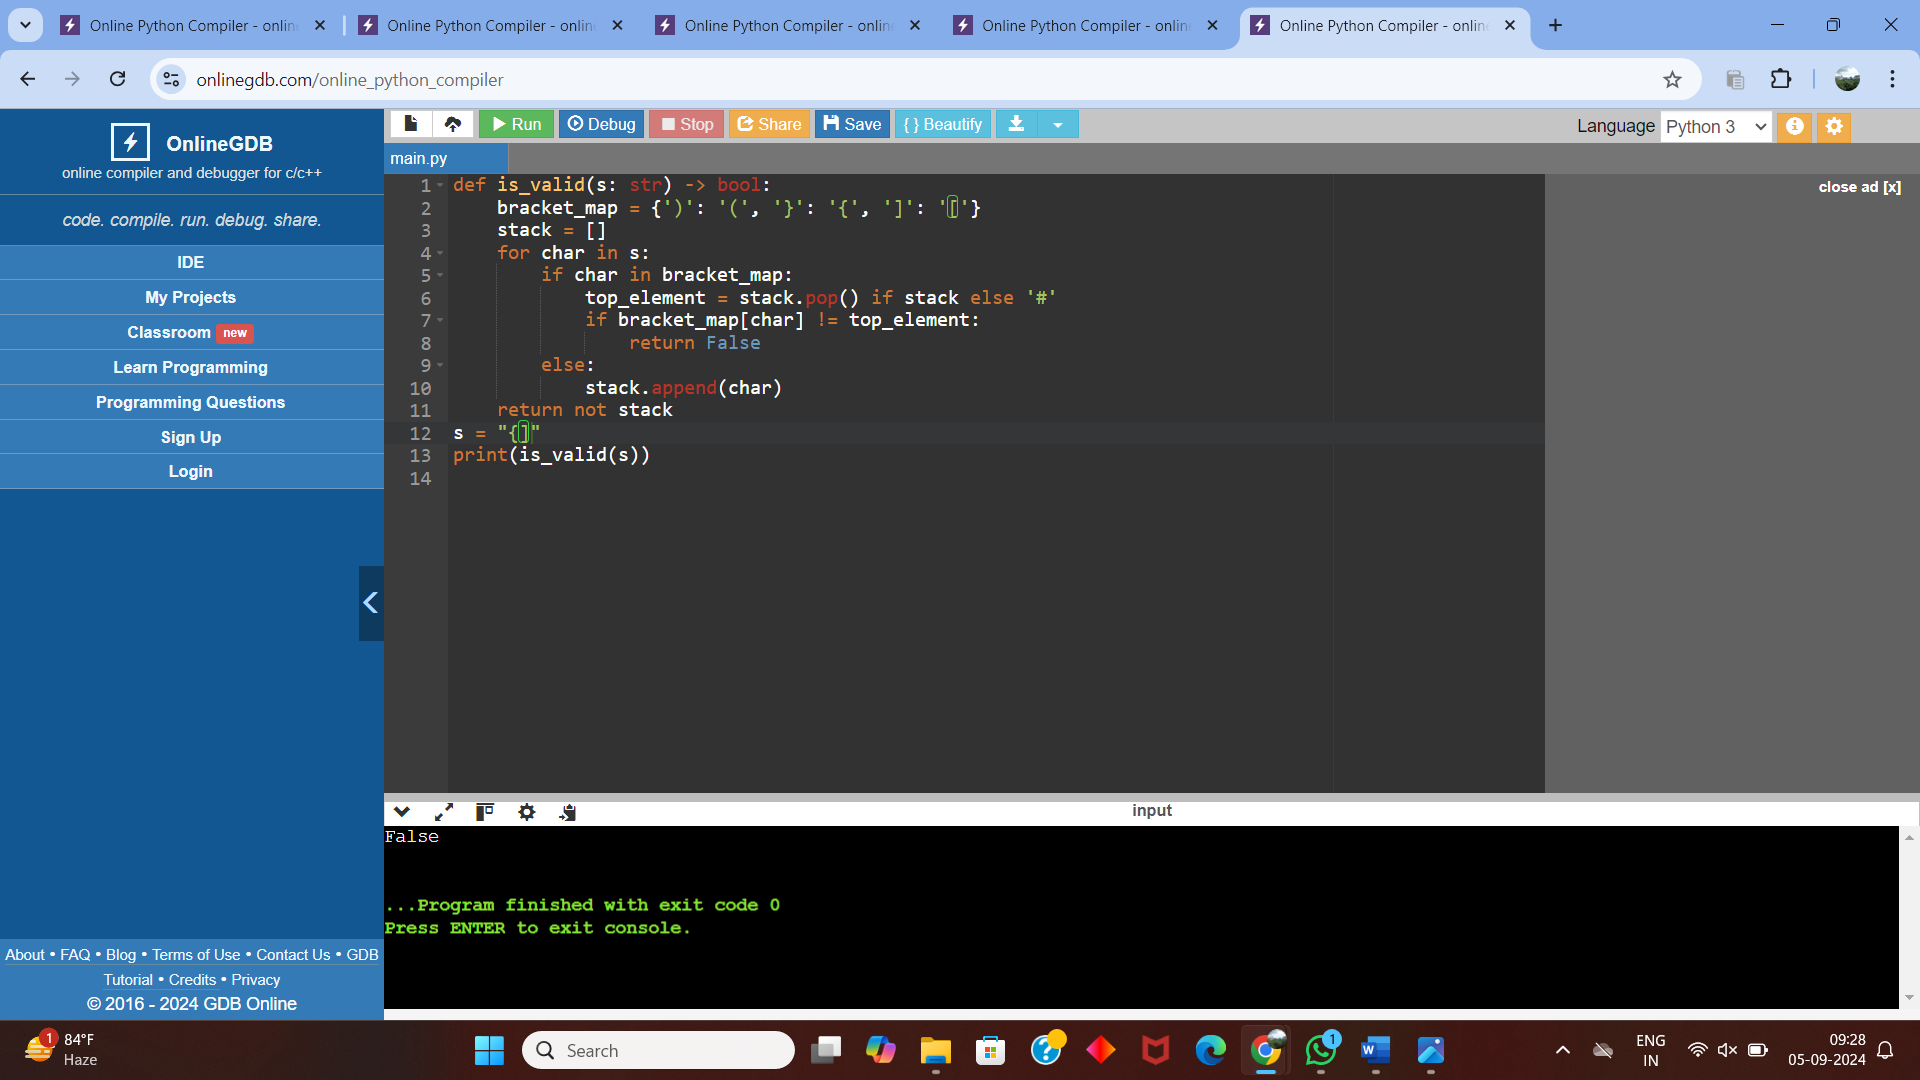 Online Python Compiler - onlin
Online Python Compiler - onlin
Online Python Compiler - onlin
Online Python Compiler - onlin
Online Python Compiler - onlin
onlinegdb.com/online_python_compiler
OnlineGDB
online compiler and debugger for c/c++
code. compile. run. debug. share.
IDE
My Projects
Classroom new
Learn Programming
Programming Questions
Sign Up
Login
About • FAQ • Blog • Terms of Use • Contact Us • GDB
Tutorial • Credits • Privacy
© 2016 - 2024 GDB Online
Run Debug Stop Share Save { } Beautify
Language Python 3
main.py
close ad [x]
1 def is_valid(s: str) -> bool:
2     bracket_map = {')': '(', '}': '{', ']': '['}
3     stack = []
4     for char in s:
5         if char in bracket_map:
6             top_element = stack.pop() if stack else '#'
7             if bracket_map[char] != top_element:
8                 return False
9         else:
10             stack.append(char)
11     return not stack
12 s = "{]"
13 print(is_valid(s))
14
input
False
...Program finished with exit code 0
Press ENTER to exit console.
1
84°F
Haze
Search
1
ENG
IN
09:28
05-09-2024